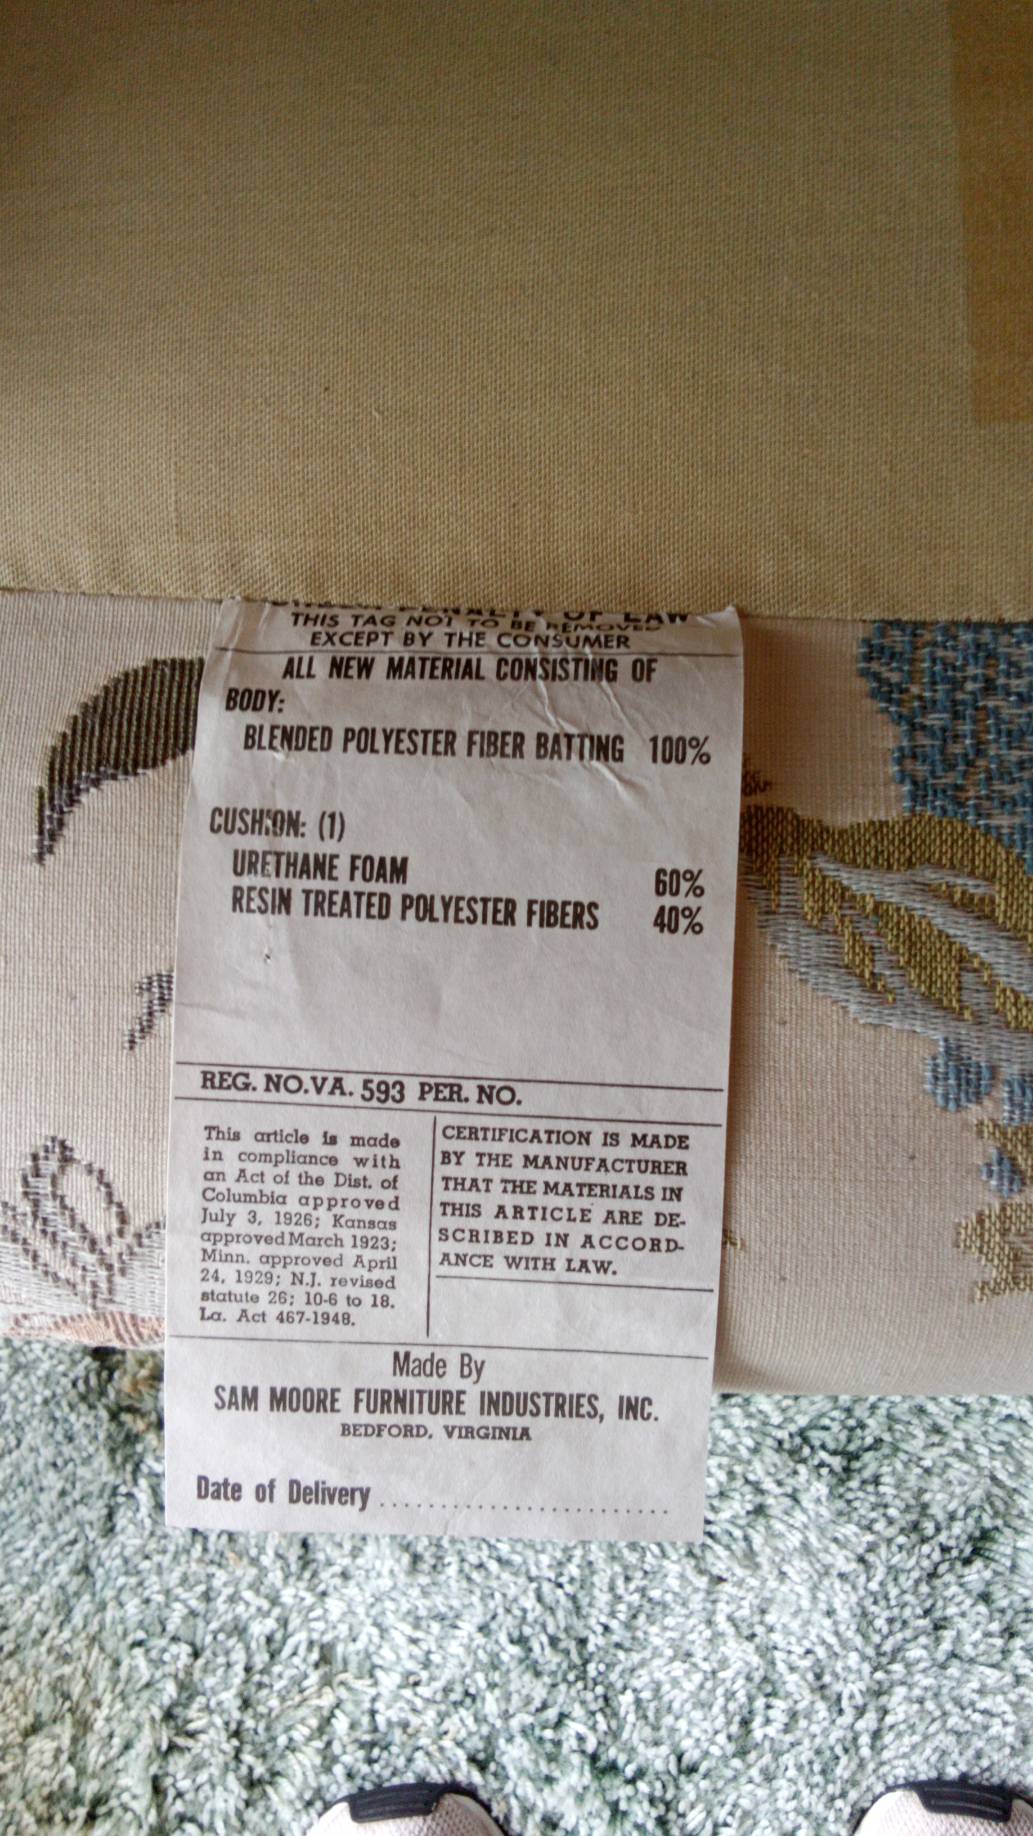 UNDER PENALTY OF LAW
THIS TAG NOT TO BE REMOVED
EXCEPT BY THE CONSUMER
ALL NEW MATERIAL CONSISTING OF
BODY:
BLENDED POLYESTER FIBER BATTING 100%
CUSHION: (1)
URETHANE FOAM 60%
RESIN TREATED POLYESTER FIBERS 40%
REG. NO.VA. 593 PER. NO.
This article is made
in compliance with
an Act of the Dist. of
Columbia approved
July 3, 1926; Kansas
approved March 1923;
Minn. approved April
24, 1929; N.J. revised
statute 26; 10-6 to 18.
La. Act 467-1948.
CERTIFICATION IS MADE
BY THE MANUFACTURER
THAT THE MATERIALS IN
THIS ARTICLE ARE DE-
SCRIBED IN ACCORD-
ANCE WITH LAW.
Made By
SAM MOORE FURNITURE INDUSTRIES, INC.
BEDFORD, VIRGINIA
Date of Delivery ........................